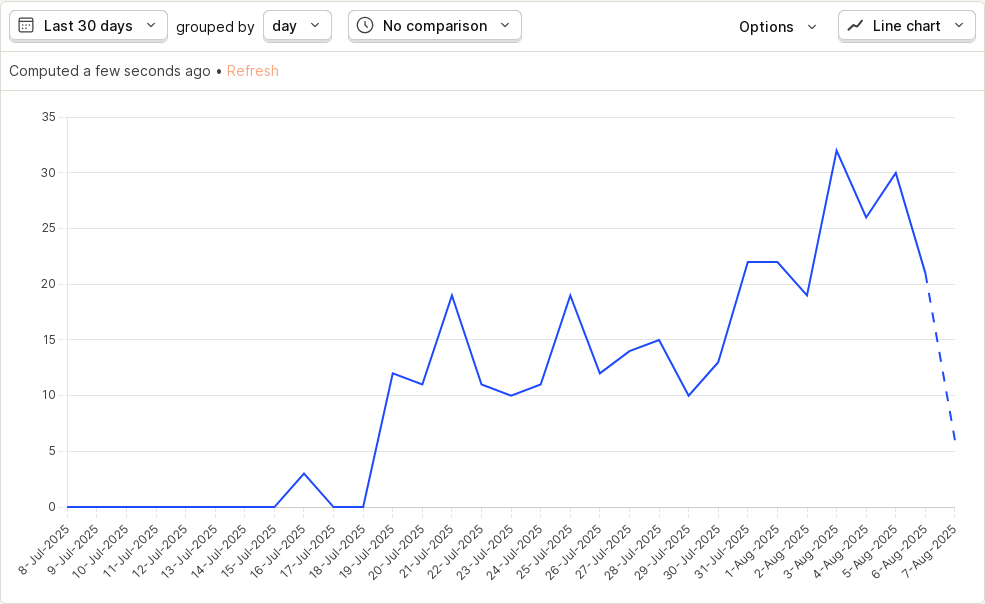 Last 30 days grouped by day No comparison Options Line chart
Computed a few seconds ago • Refresh
35
30
25
20
15
10
5
0
8-Jul-2025
9-Jul-2025
10-Jul-2025
11-Jul-2025
12-Jul-2025
13-Jul-2025
14-Jul-2025
15-Jul-2025
16-Jul-2025
17-Jul-2025
18-Jul-2025
19-Jul-2025
20-Jul-2025
21-Jul-2025
22-Jul-2025
23-Jul-2025
24-Jul-2025
25-Jul-2025
26-Jul-2025
27-Jul-2025
28-Jul-2025
29-Jul-2025
30-Jul-2025
31-Jul-2025
1-Aug-2025
2-Aug-2025
3-Aug-2025
4-Aug-2025
5-Aug-2025
6-Aug-2025
7-Aug-2025